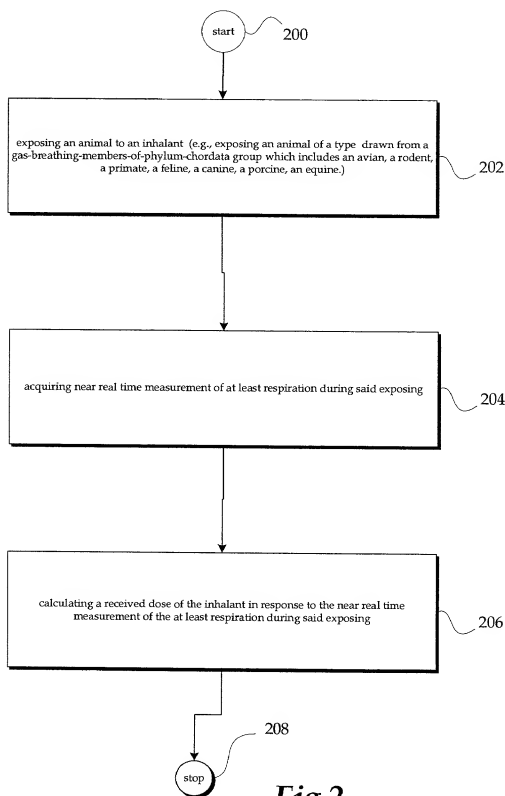 start
200
exposing an animal to an inhalant (e.g., exposing an animal of a type drawn from a
gas-breathing-members-of-phylum-chordata group which includes an avian, a rodent,
a primate, a feline, a canine, a porcine, an equine.)
202
acquiring near real time measurement of at least respiration during said exposing
204
calculating a received dose of the inhalant in response to the near real time
measurement of the at least respiration during said exposing
206
208
stop
Fig 2